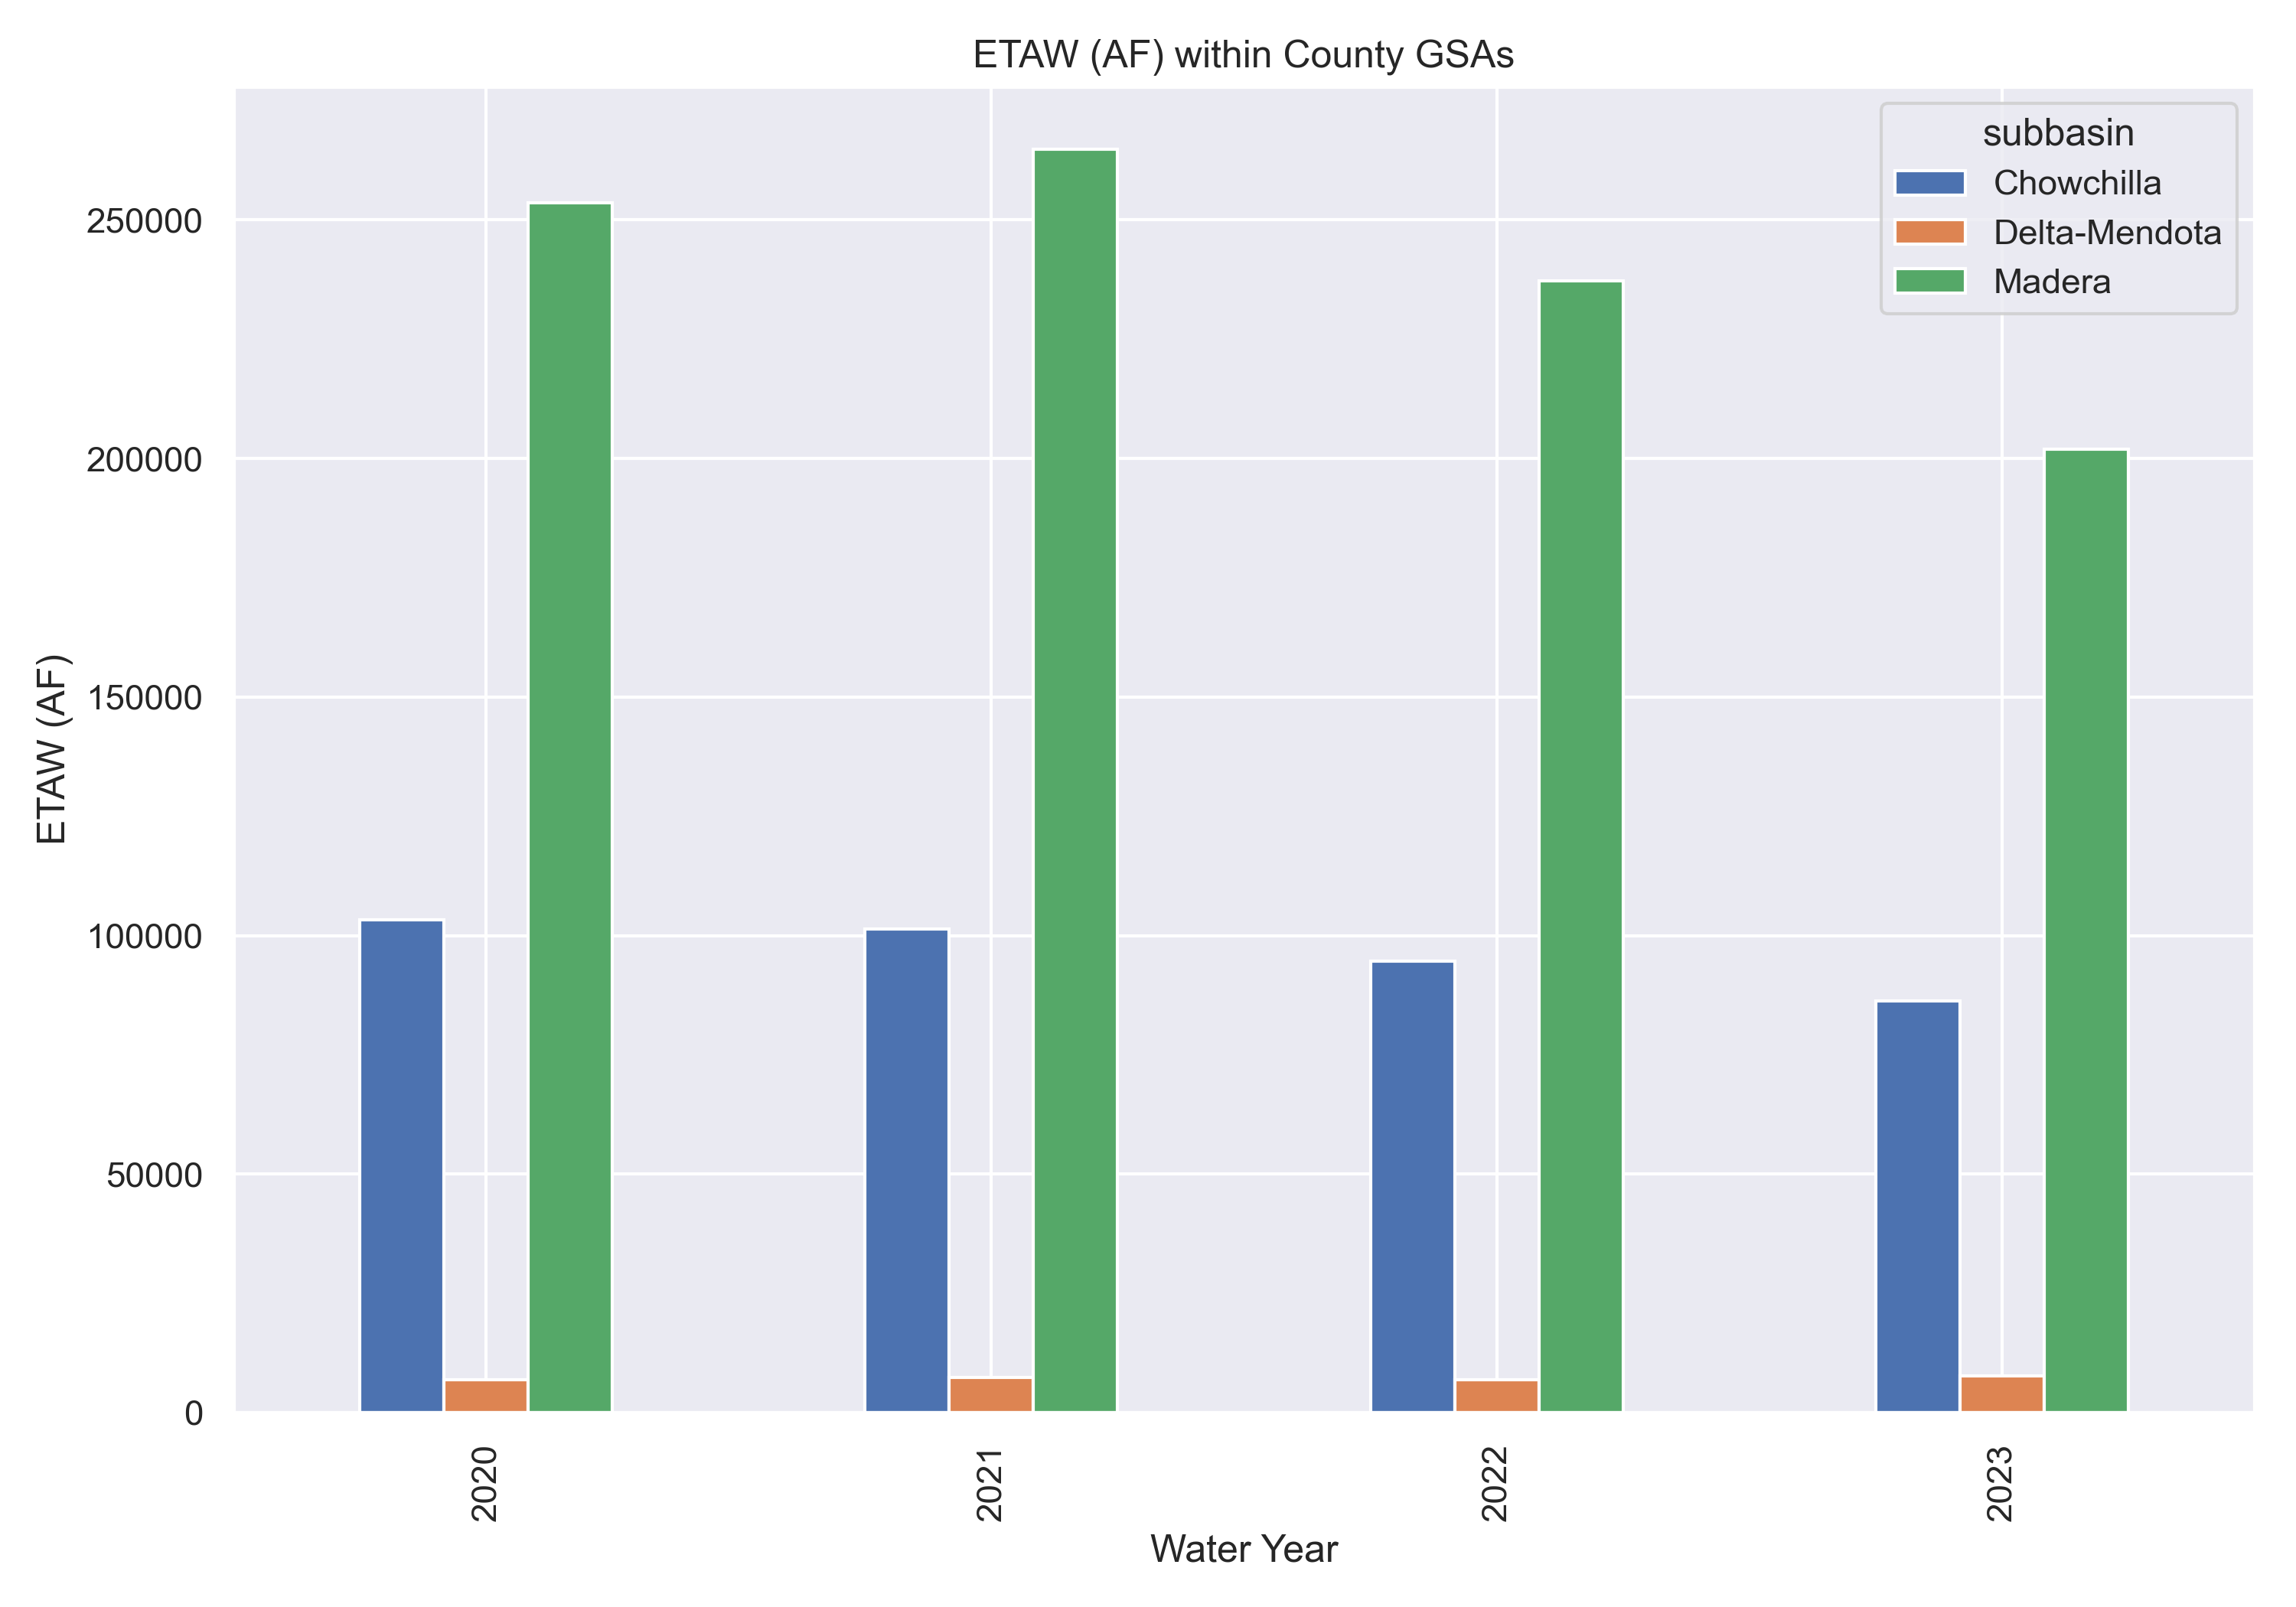 ETAW (AF) within County GSAs
subbasin
Chowchilla
Delta-Mendota
Madera
ETAW (AF)
250000
200000
150000
100000
50000
0
2020
2021
2022
2023
Water Year